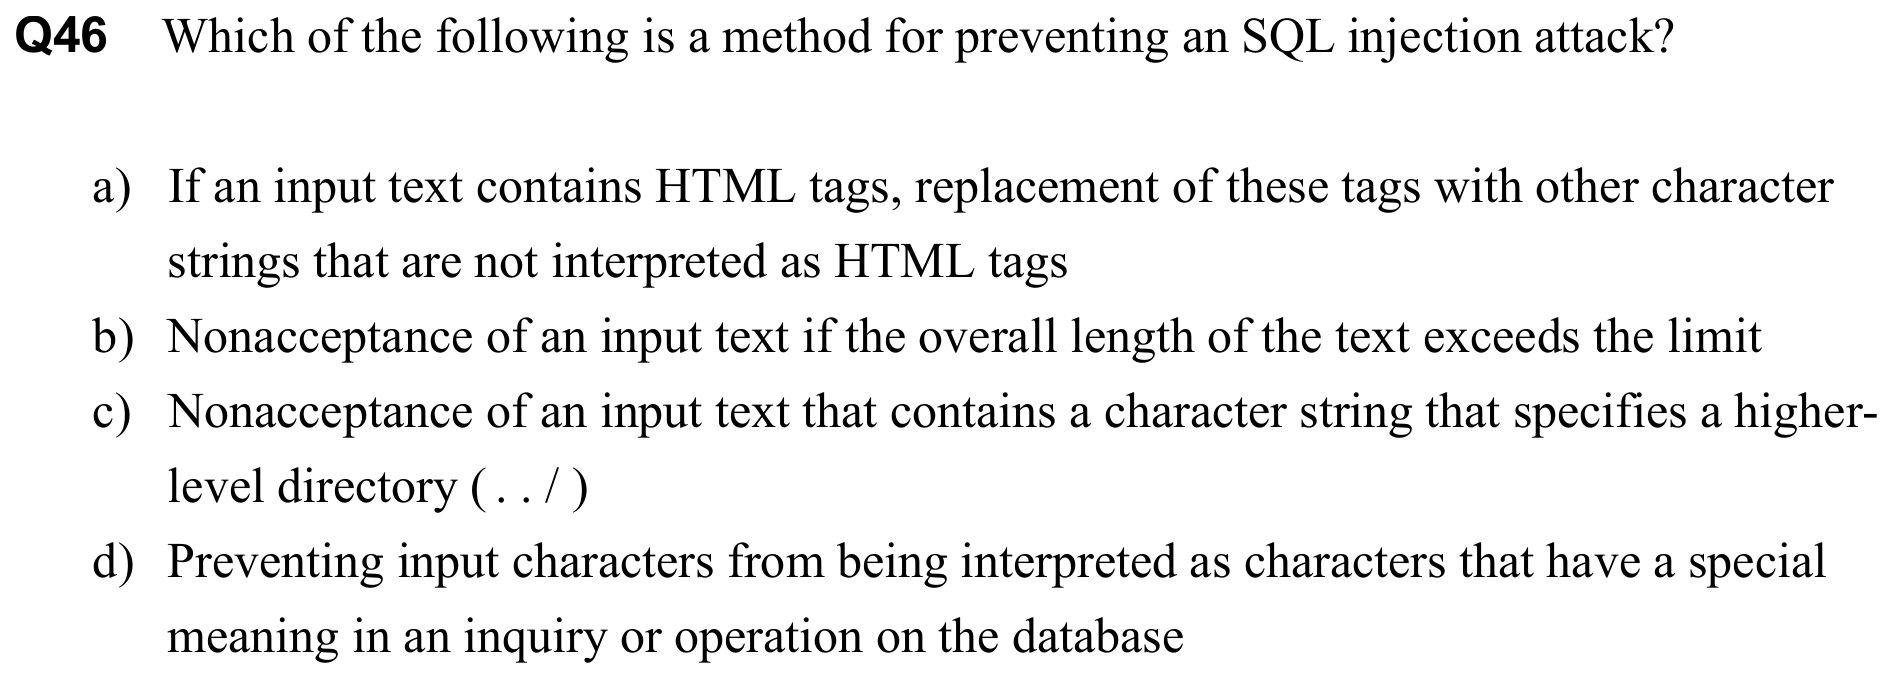 Q46 Which of the following is a method for preventing an SQL injection attack?
a) If an input text contains HTML tags, replacement of these tags with other character
strings that are not interpreted as HTML tags
b) Nonacceptance of an input text if the overall length of the text exceeds the limit
c) Nonacceptance of an input text that contains a character string that specifies a higher-
level directory ( . . / )
d) Preventing input characters from being interpreted as characters that have a special
meaning in an inquiry or operation on the database